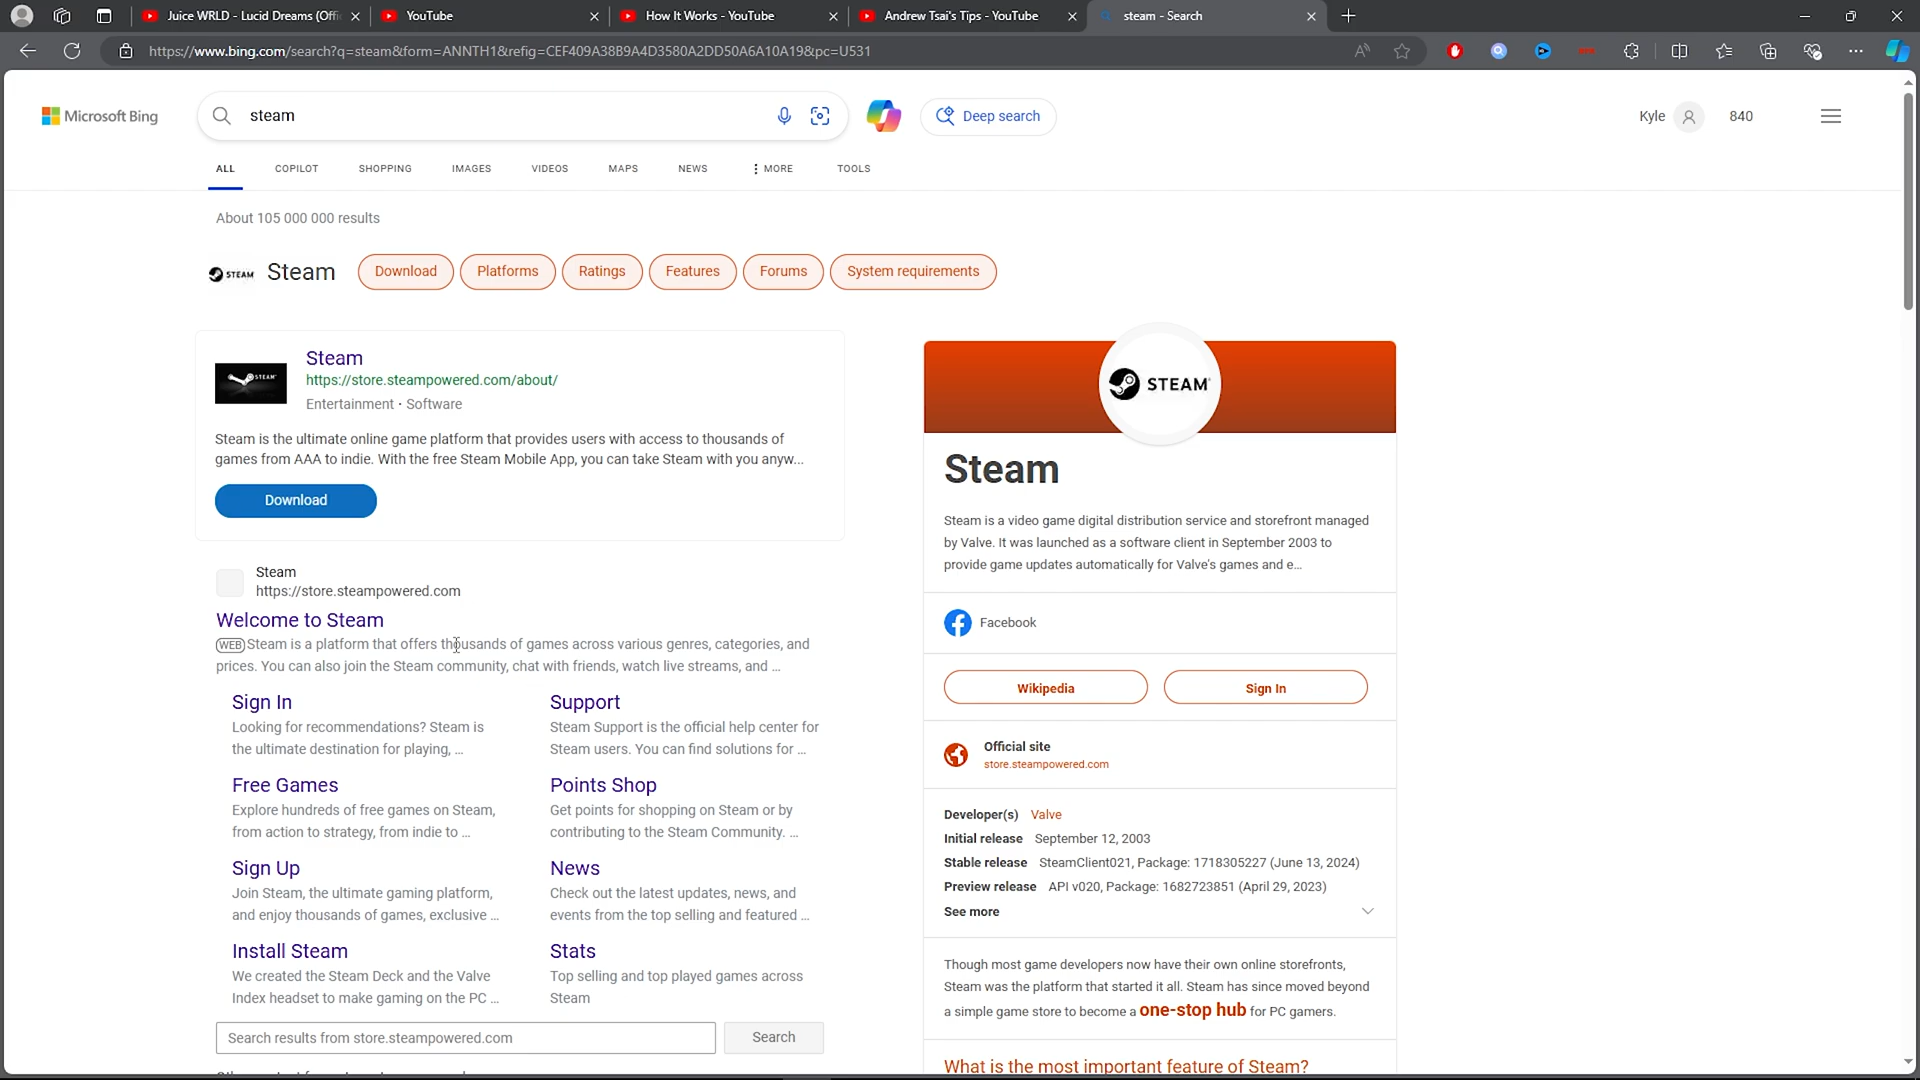 Juice WRLD - Lucid Dreams (Offi
YouTube
How It Works - YouTube
Andrew Tsai's Tips - YouTube
steam - Search
https://www.bing.com/search?q=steam&form=ANNTH1&refig=CEF409A38B9A4D3580A2DD50A6A10A19&pc=U531
Microsoft Bing
steam
Deep search
Kyle
840
ALL
COPILOT
SHOPPING
IMAGES
VIDEOS
MAPS
NEWS
MORE
TOOLS
About 105 000 000 results
STEAM
Steam
Download
Platforms
Ratings
Features
Forums
System requirements
STEAM
Steam
https://store.steampowered.com/about/
Entertainment · Software
Steam is the ultimate online game platform that provides users with access to thousands of
games from AAA to indie. With the free Steam Mobile App, you can take Steam with you anyw...
Download
Steam
https://store.steampowered.com
Welcome to Steam
WEB Steam is a platform that offers thousands of games across various genres, categories, and
prices. You can also join the Steam community, chat with friends, watch live streams, and ...
Sign In
Looking for recommendations? Steam is
the ultimate destination for playing, ...
Support
Steam Support is the official help center for
Steam users. You can find solutions for ...
Free Games
Explore hundreds of free games on Steam,
from action to strategy, from indie to ...
Points Shop
Get points for shopping on Steam or by
contributing to the Steam Community. ...
Sign Up
Join Steam, the ultimate gaming platform,
and enjoy thousands of games, exclusive ...
News
Check out the latest updates, news, and
events from the top selling and featured ...
Install Steam
We created the Steam Deck and the Valve
Index headset to make gaming on the PC ...
Stats
Top selling and top played games across
Steam
Search results from store.steampowered.com
Search
STEAM
Steam
Steam is a video game digital distribution service and storefront managed
by Valve. It was launched as a software client in September 2003 to
provide game updates automatically for Valve's games and e...
Facebook
Wikipedia
Sign In
Official site
store.steampowered.com
Developer(s) Valve
Initial release September 12, 2003
Stable release SteamClient021, Package: 1718305227 (June 13, 2024)
Preview release API v020, Package: 1682723851 (April 29, 2023)
See more
Though most game developers now have their own online storefronts,
Steam was the platform that started it all. Steam has since moved beyond
a simple game store to become a one-stop hub for PC gamers.
What is the most important feature of Steam?